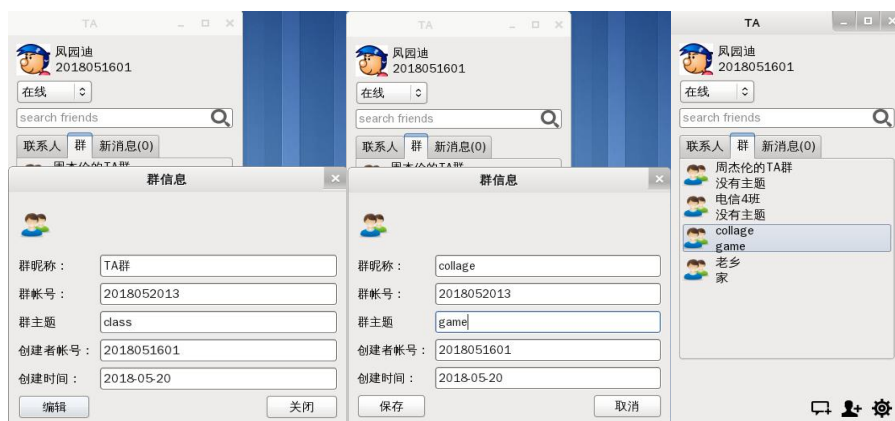 TA
凤园迪
2018051601
在线
search friends
联系人 群 新消息(0)
群信息
群昵称： TA群
群帐号： 2018052013
群主题 class
创建者帐号： 2018051601
创建时间： 2018-05-20
编辑 关闭
TA
凤园迪
2018051601
在线
search friends
联系人 群 新消息(0)
群信息
群昵称： collage
群帐号： 2018052013
群主题 game
创建者帐号： 2018051601
创建时间： 2018-05-20
保存 取消
TA
凤园迪
2018051601
在线
search friends
联系人 群 新消息(0)
周杰伦的TA群
没有主题
电信4班
没有主题
collage
game
老乡
家